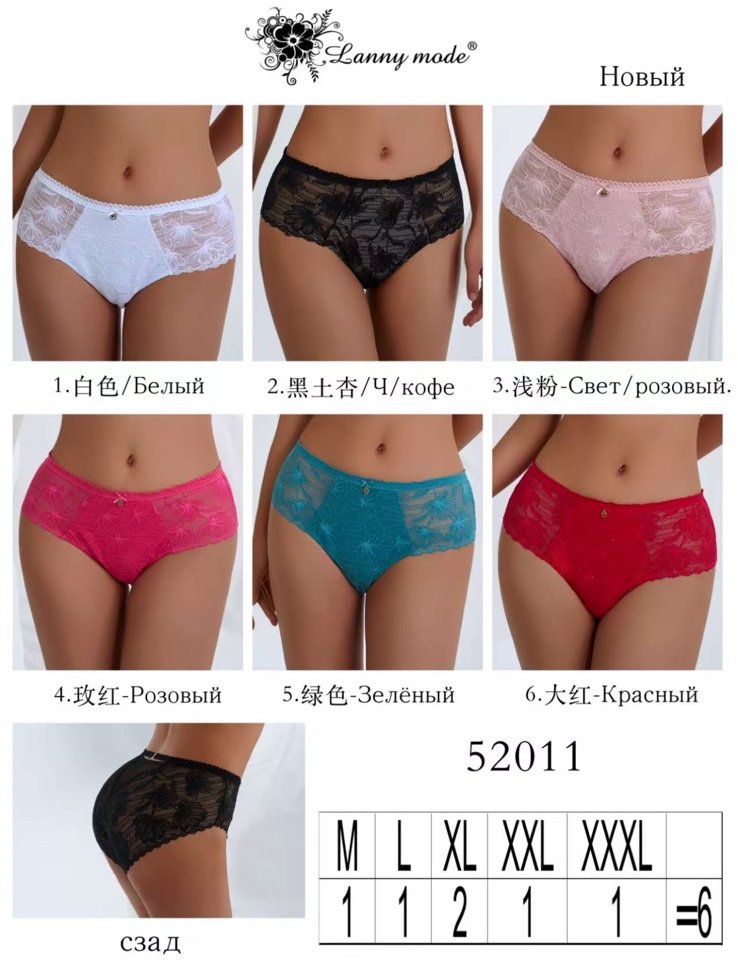 Lanny mode®
Новый
1.白色/Белый
2.黑土杏/Ч/кофе
3.浅粉-Свет/розовый.
4.玫红-Розовый
5.绿色-Зелёный
6.大红-Красный
52011
M L XL XXL XXXL
1 1 2 1 1 =6
сзад